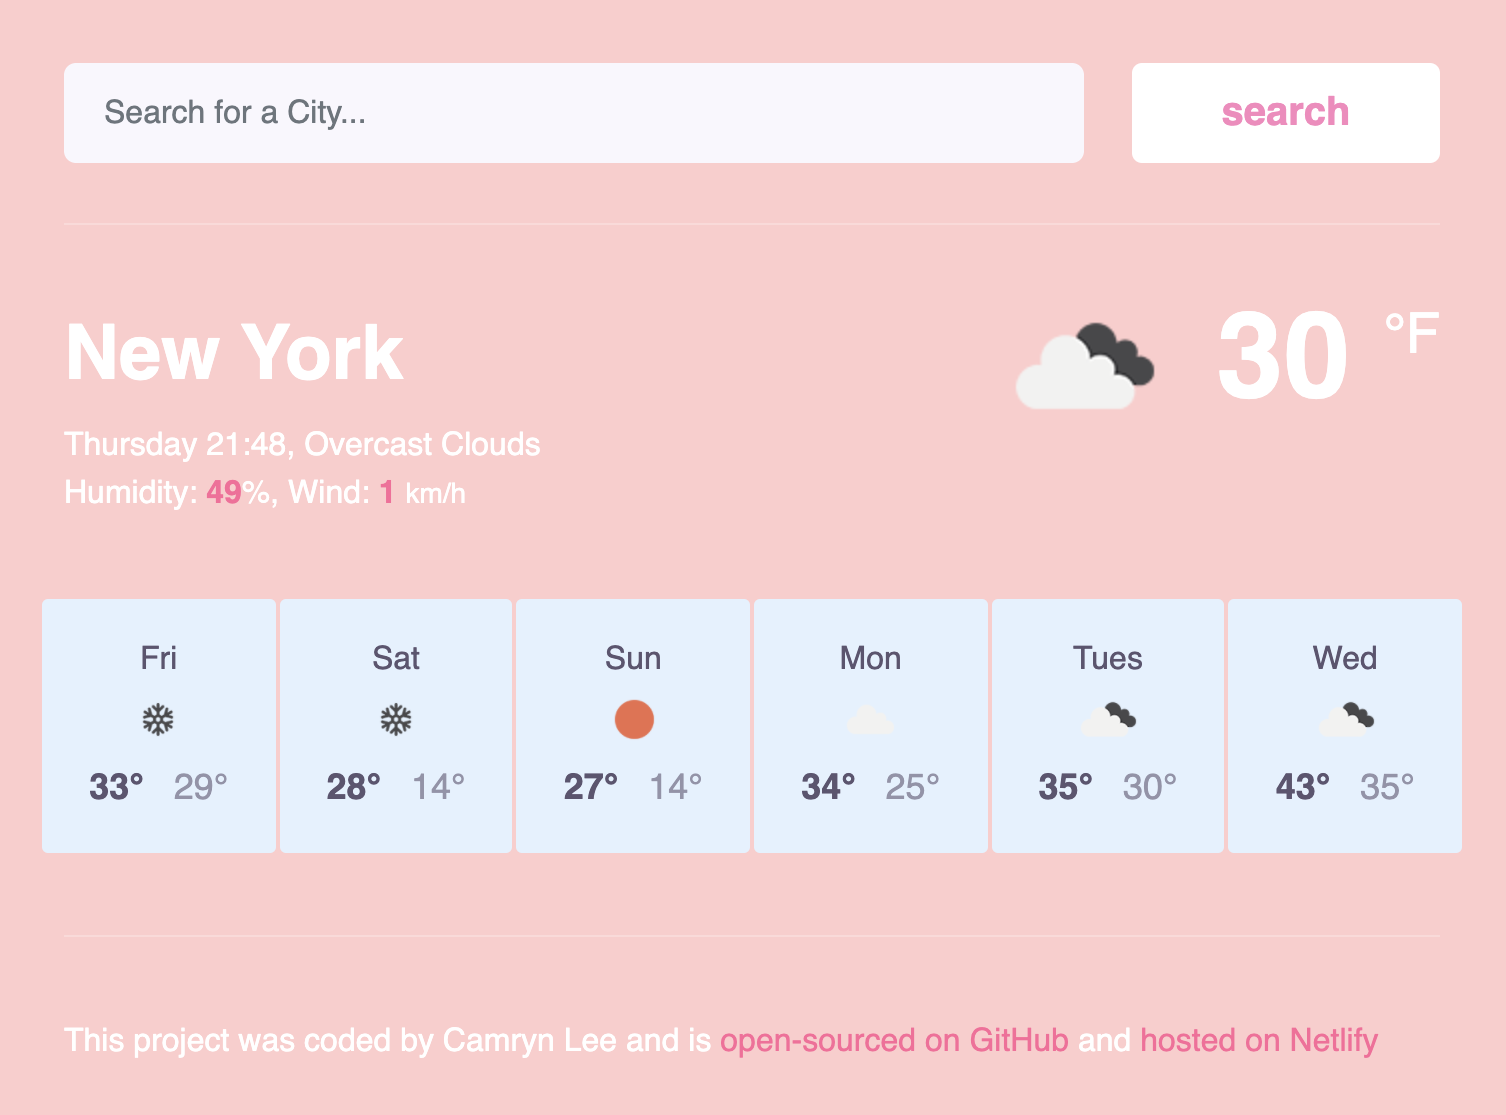 Search for a City...
search
New York
30 °F
Thursday 21:48, Overcast Clouds
Humidity: 49%, Wind: 1 km/h
Fri
33° 29°
Sat
28° 14°
Sun
27° 14°
Mon
34° 25°
Tues
35° 30°
Wed
43° 35°
This project was coded by Camryn Lee and is open-sourced on GitHub and hosted on Netlify